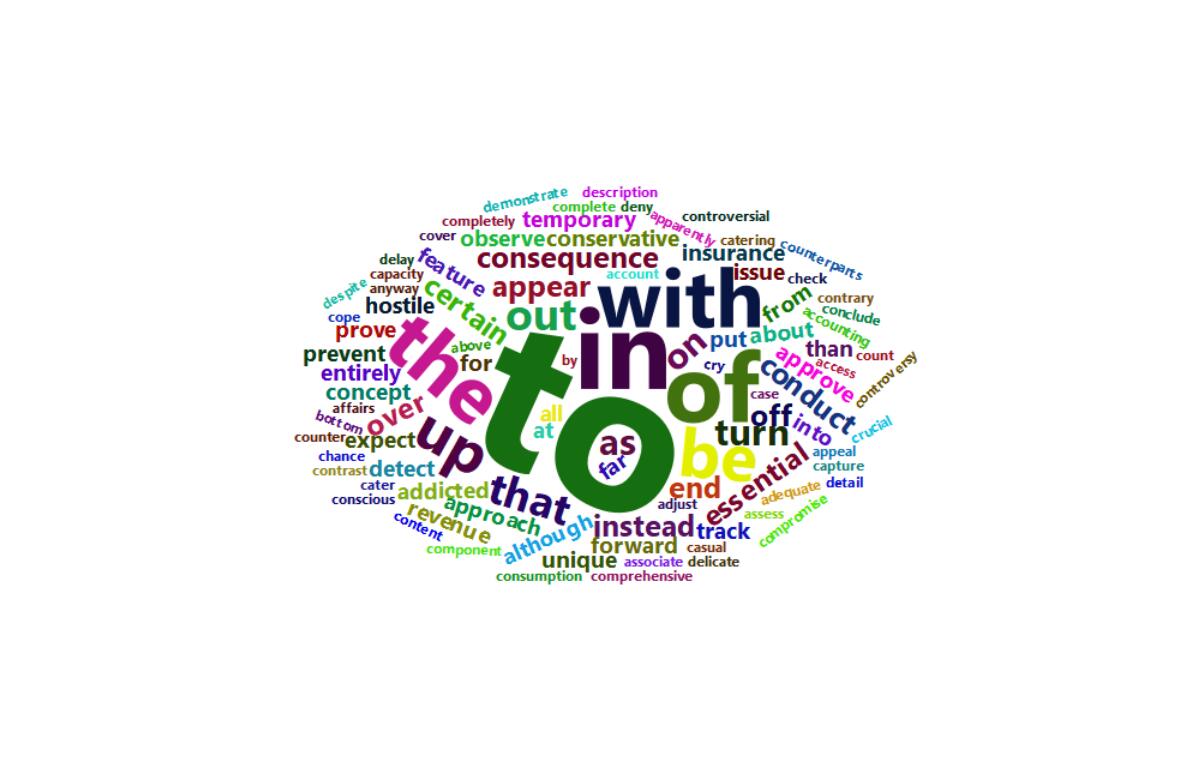 demonstrate
description
complete
deny
completely
temporary
apparently
controversial
cover
observe
conservative
catering
counterparts
delay
feature
consequence
insurance
capacity
account
issue
check
anyway
appear
despite
hostile
certain
out
with
from
contrary
conclude
accounting
cope
prove
the
in
on
put
about
than
count
prevent
above
for
to
by
cry
approve
access
controversy
entirely
of
conduct
concept
case
affairs
over
all
off
into
bottom
up
at
turn
crucial
counter
expect
as
be
appeal
chance
far
essential
capture
contrast
detect
cater
addicted
that
end
adequate
detail
conscious
approach
adjust
revenue
assess
compromise
content
although
instead
track
component
forward
casual
unique
associate
delicate
consumption
comprehensive